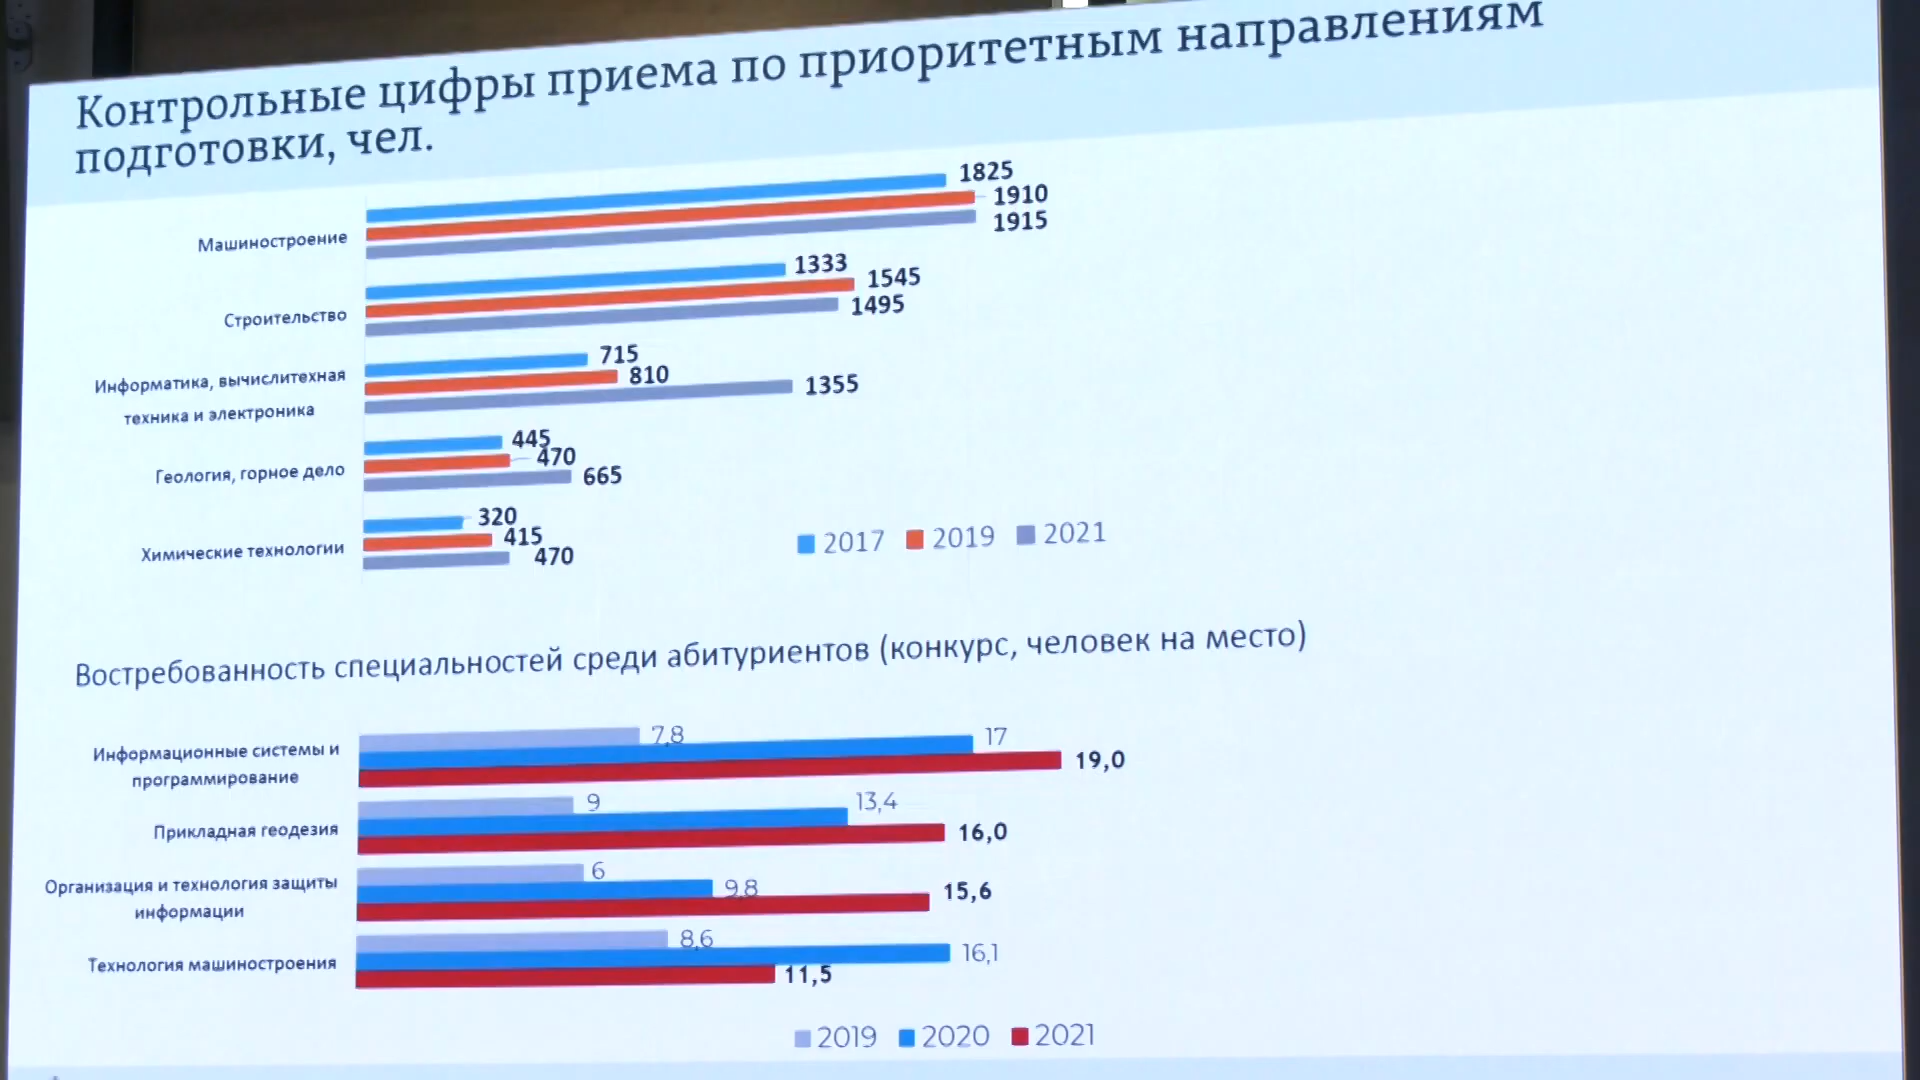 Контрольные цифры приема по приоритетным направлениям
подготовки, чел.
Машиностроение
1825
1910
1915
Строительство
1333
1545
1495
Информатика, вычислитехная
техника и электроника
715
810
1355
Геология, горное дело
445
470
665
Химические технологии
320
415
470
2017 2019 2021
Востребованность специальностей среди абитуриентов (конкурс, человек на место)
Информационные системы и
программирование
7,8
17
19,0
Прикладная геодезия
9
13,4
16,0
Организация и технология защиты
информации
6
9,8
15,6
Технология машиностроения
8,6
16,1
11,5
2019 2020 2021